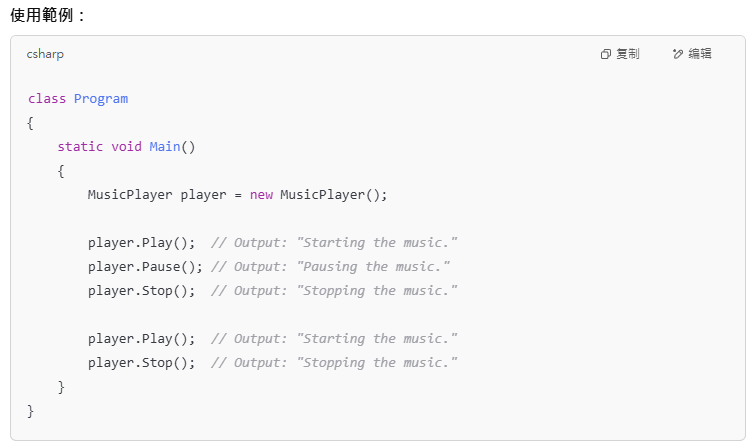 使用範例：
csharp
复制
编辑
class Program
{
    static void Main()
    {
        MusicPlayer player = new MusicPlayer();

        player.Play();  // Output: "Starting the music."
        player.Pause(); // Output: "Pausing the music."
        player.Stop();  // Output: "Stopping the music."

        player.Play();  // Output: "Starting the music."
        player.Stop();  // Output: "Stopping the music."
    }
}